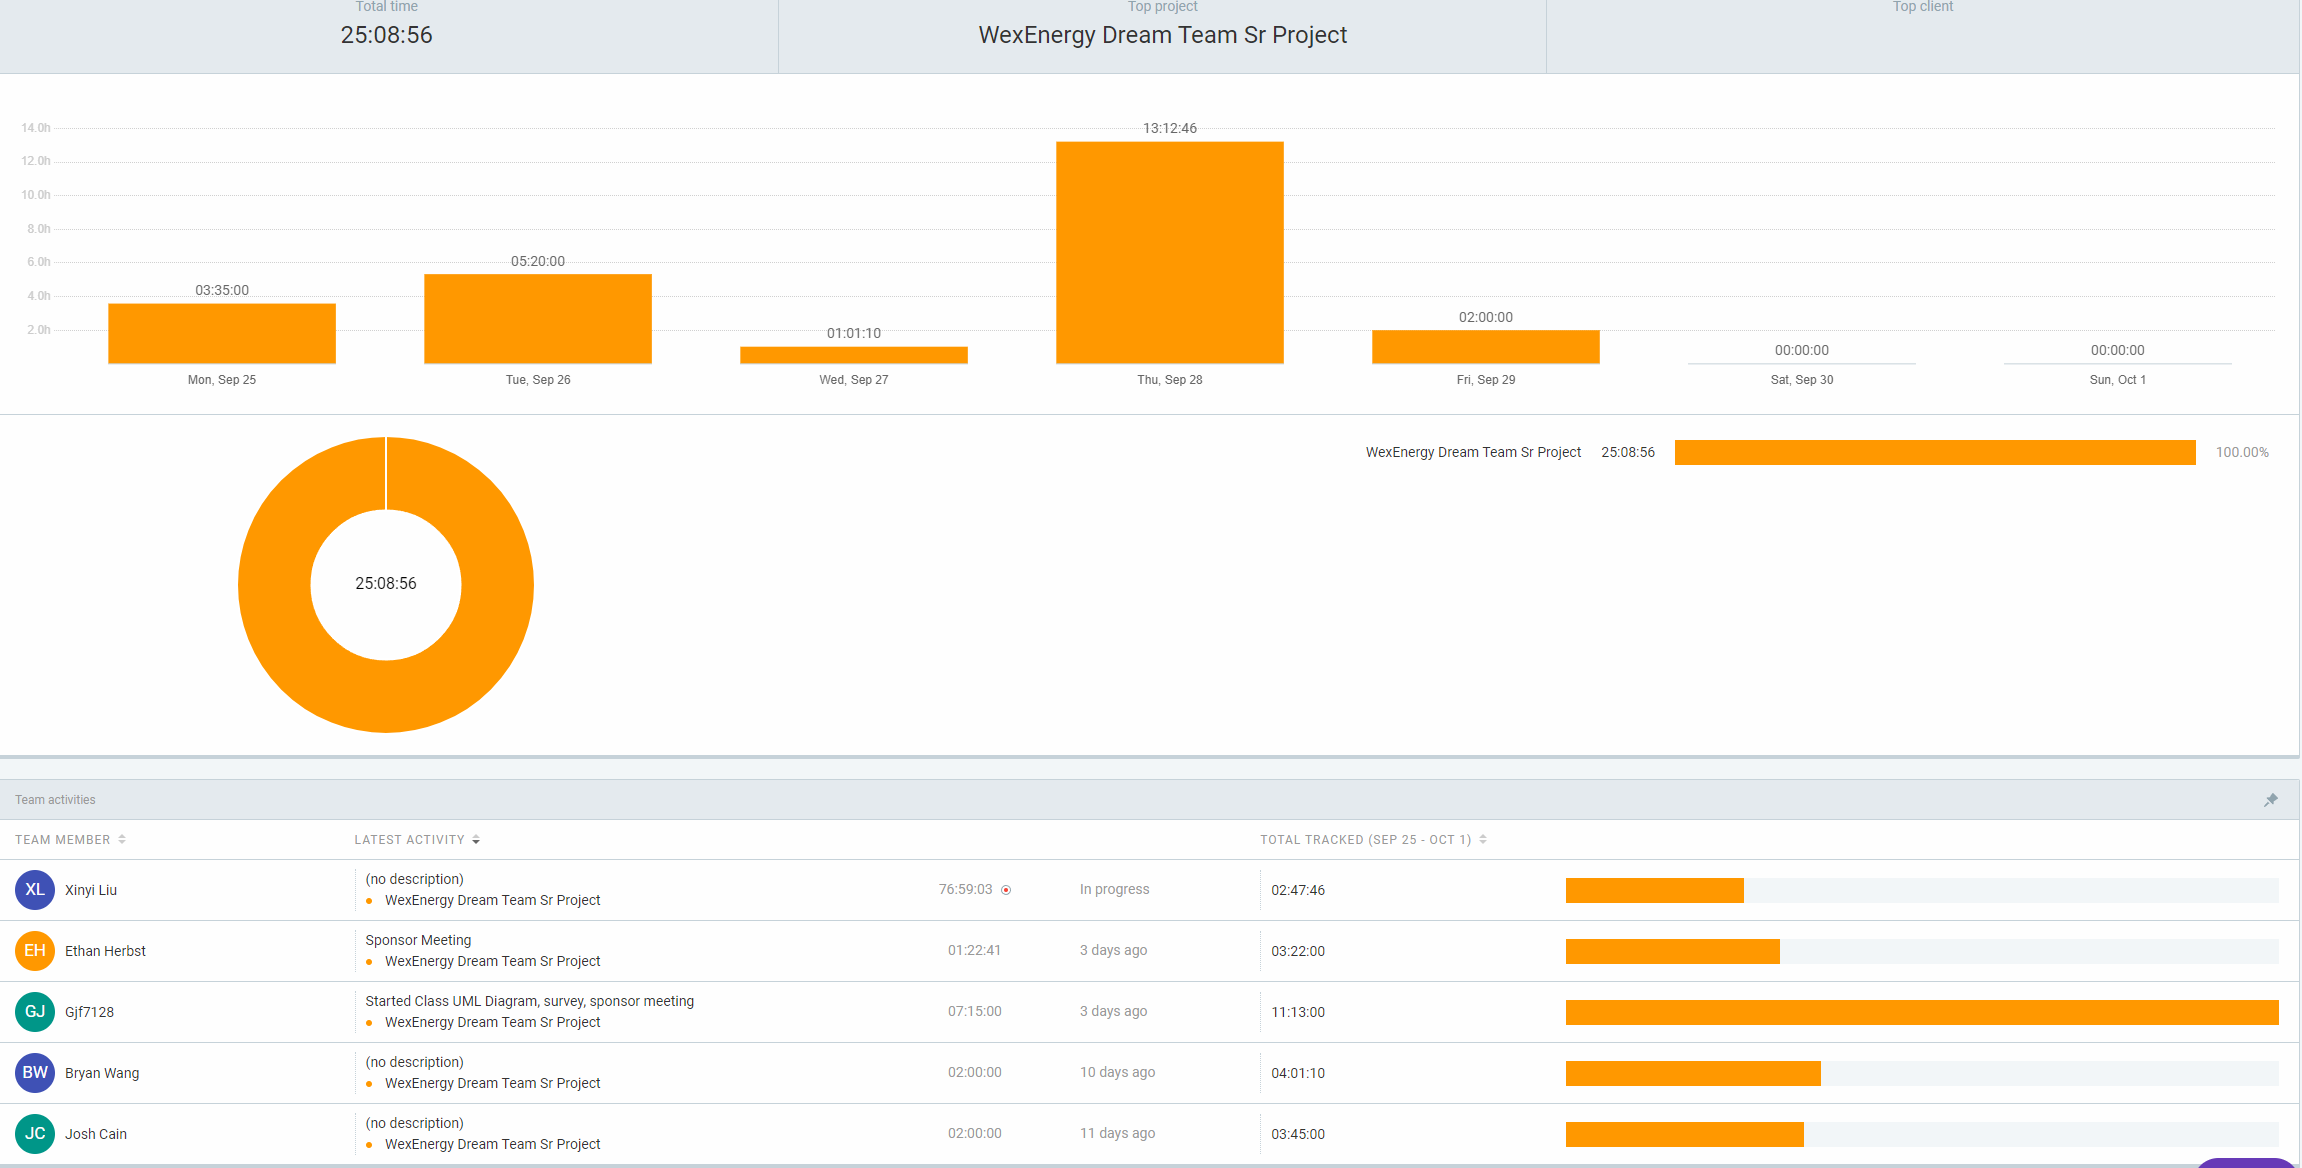 Total time
25:08:56
Top project
WexEnergy Dream Team Sr Project
Top client
14.0h
12.0h
10.0h
8.0h
6.0h
4.0h
2.0h
03:35:00
05:20:00
01:01:10
13:12:46
02:00:00
00:00:00
00:00:00
Mon, Sep 25
Tue, Sep 26
Wed, Sep 27
Thu, Sep 28
Fri, Sep 29
Sat, Sep 30
Sun, Oct 1
25:08:56
WexEnergy Dream Team Sr Project 25:08:56 100.00%
Team activities
TEAM MEMBER LATEST ACTIVITY TOTAL TRACKED (SEP 25 - OCT 1)
XL Xinyi Liu
(no description)
WexEnergy Dream Team Sr Project
76:59:03 In progress 02:47:46
EH Ethan Herbst
Sponsor Meeting
WexEnergy Dream Team Sr Project
01:22:41 3 days ago 03:22:00
GJ Gjf7128
Started Class UML Diagram, survey, sponsor meeting
WexEnergy Dream Team Sr Project
07:15:00 3 days ago 11:13:00
BW Bryan Wang
(no description)
WexEnergy Dream Team Sr Project
02:00:00 10 days ago 04:01:10
JC Josh Cain
(no description)
WexEnergy Dream Team Sr Project
02:00:00 11 days ago 03:45:00